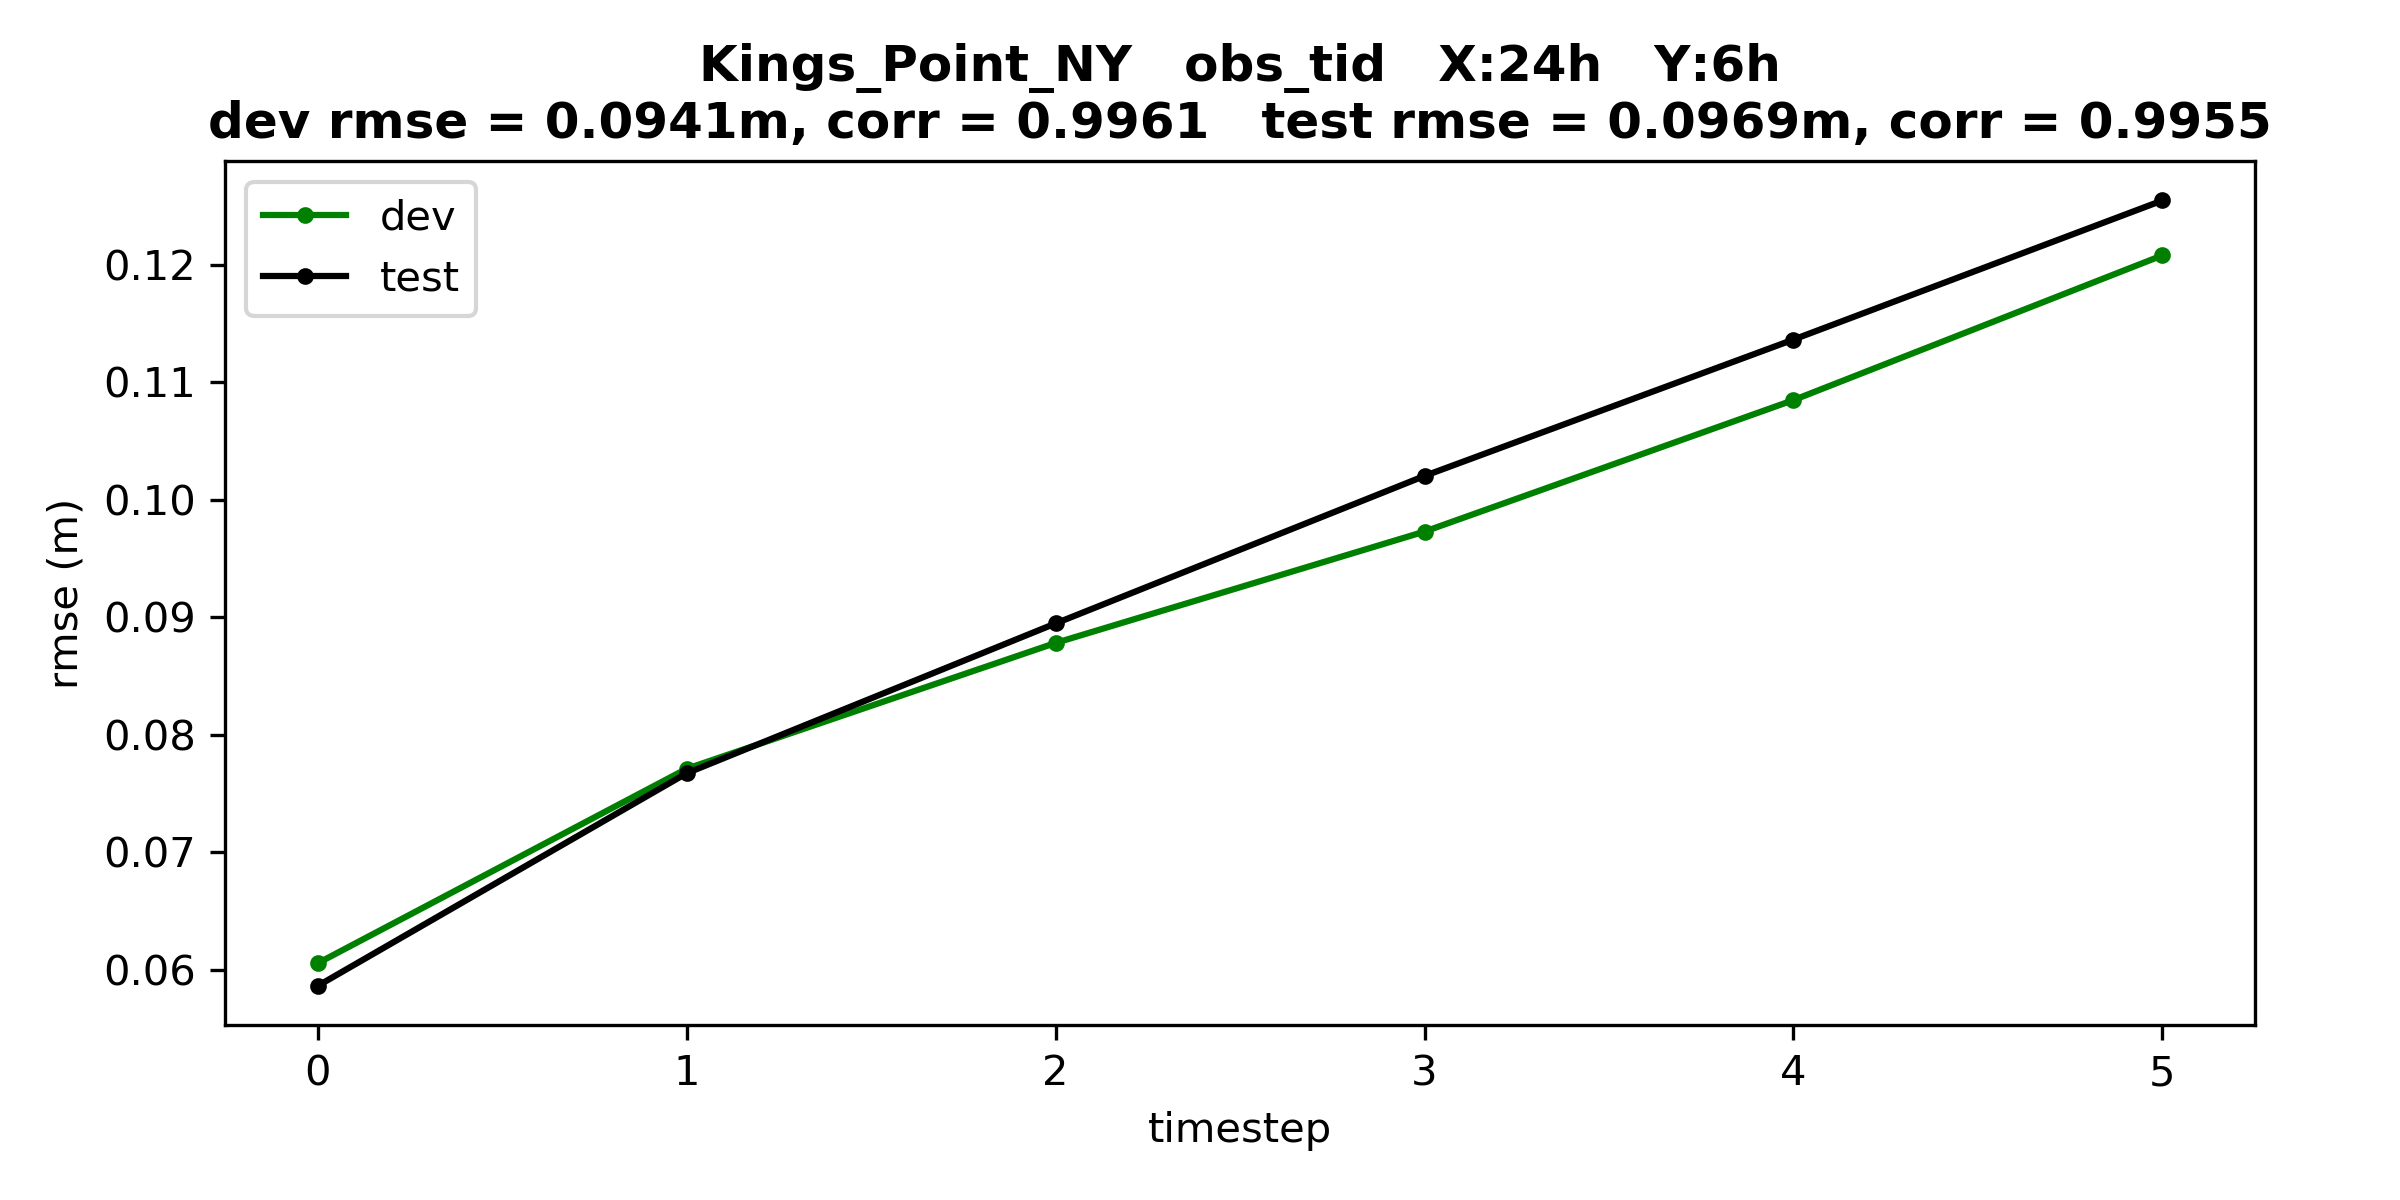 Kings_Point_NY obs_tid X:24h Y:6h
dev rmse = 0.0941m, corr = 0.9961 test rmse = 0.0969m, corr = 0.9955
dev
test
0.12
0.11
0.10
0.09
0.08
0.07
0.06
rmse (m)
0 1 2 3 4 5
timestep